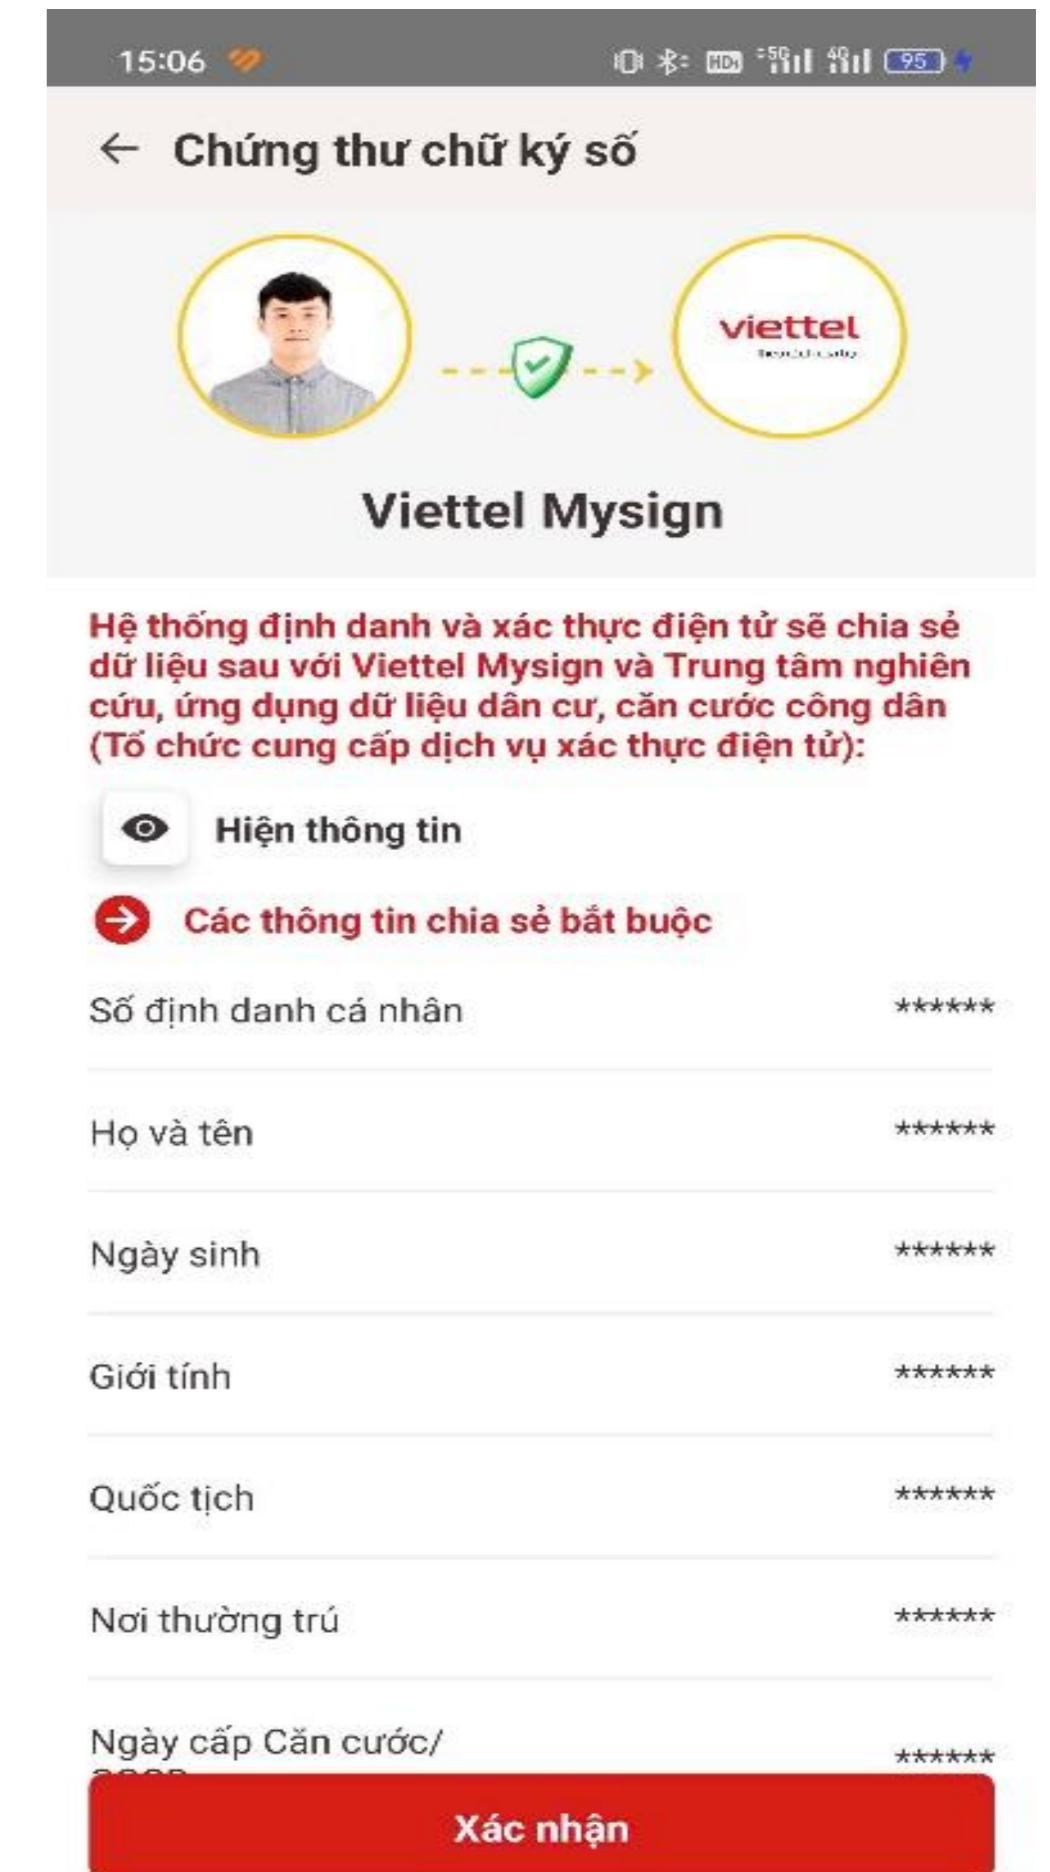 15:06
HD 5G 4G 95
Chứng thư chữ ký số
viettel
Viettel Mysign
Hệ thống định danh và xác thực điện tử sẽ chia sẻ
dữ liệu sau với Viettel Mysign và Trung tâm nghiên
cứu, ứng dụng dữ liệu dân cư, căn cước công dân
(Tổ chức cung cấp dịch vụ xác thực điện tử):
Hiện thông tin
Các thông tin chia sẻ bắt buộc
Số định danh cá nhân ******
Họ và tên ******
Ngày sinh ******
Giới tính ******
Quốc tịch ******
Nơi thường trú ******
Ngày cấp Căn cước/ ******
Xác nhận